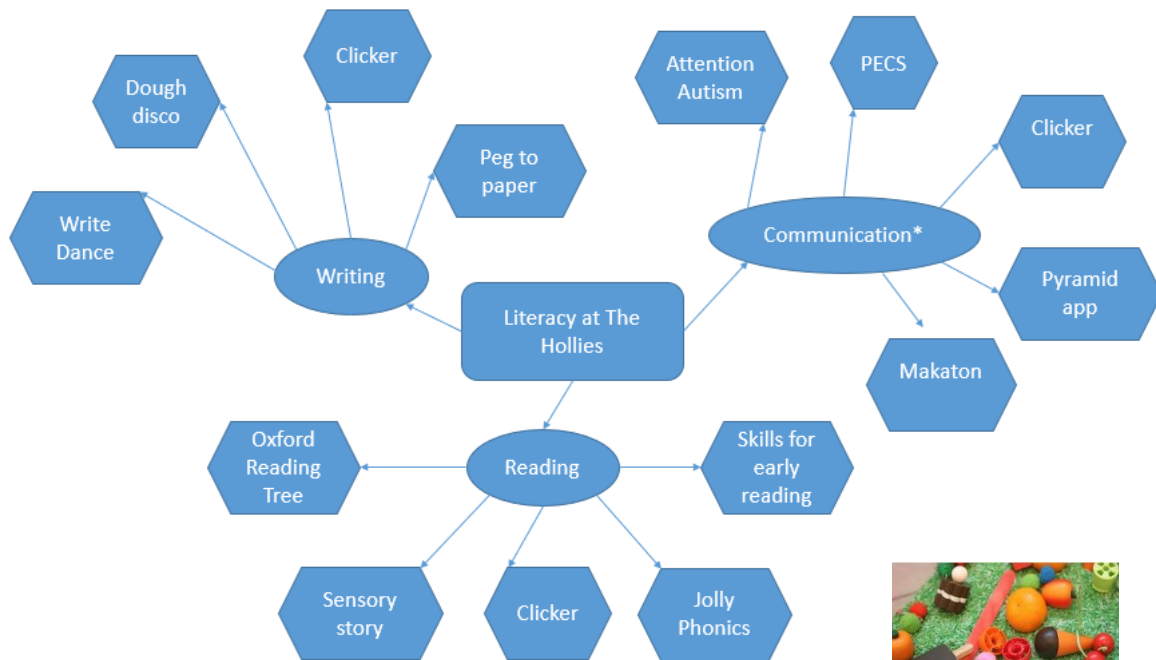 Clicker
Dough
disco
Peg to
paper
Write
Dance
Writing
Attention
Autism
PECS
Clicker
Communication*
Pyramid
app
Makaton
Literacy at The
Hollies
Reading
Oxford
Reading
Tree
Skills for
early
reading
Sensory
story
Clicker
Jolly
Phonics